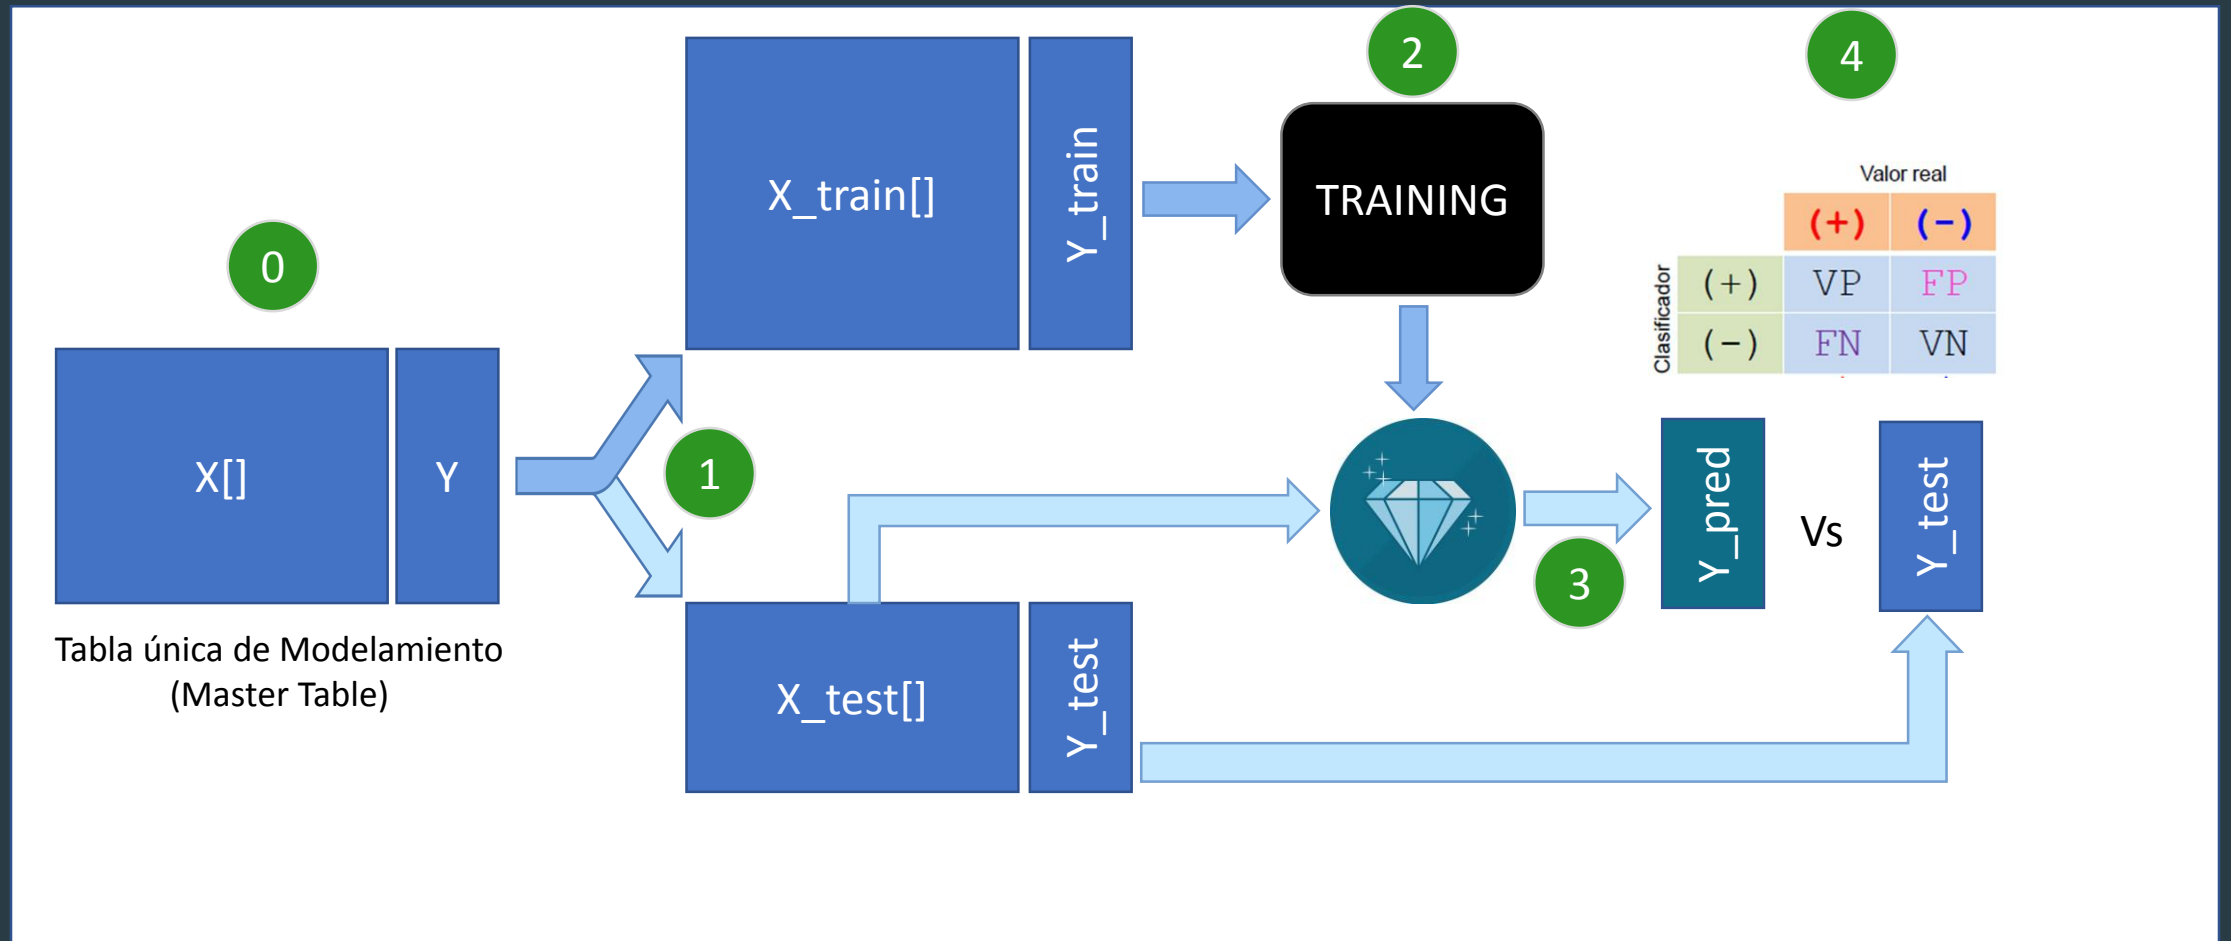 0
X[]
Y
Tabla única de Modelamiento
(Master Table)
1
X_train[]
Y_train
X_test[]
Y_test
2
TRAINING
3
4
Valor real
(+) (-)
Clasificador
(+) VP FP
(-) FN VN
Y_pred
Vs
Y_test